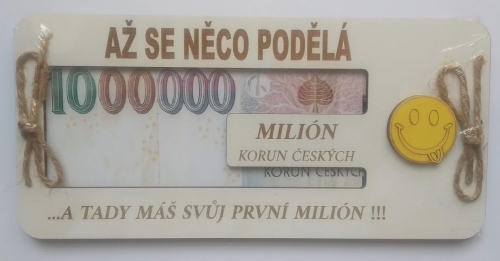 AŽ SE NĚCO PODĚLÁ
1000000
MILIÓN
KORUN ČESKÝCH
KORUN ČESKÝCH
...A TADY MÁŠ SVŮJ PRVNÍ MILIÓN !!!